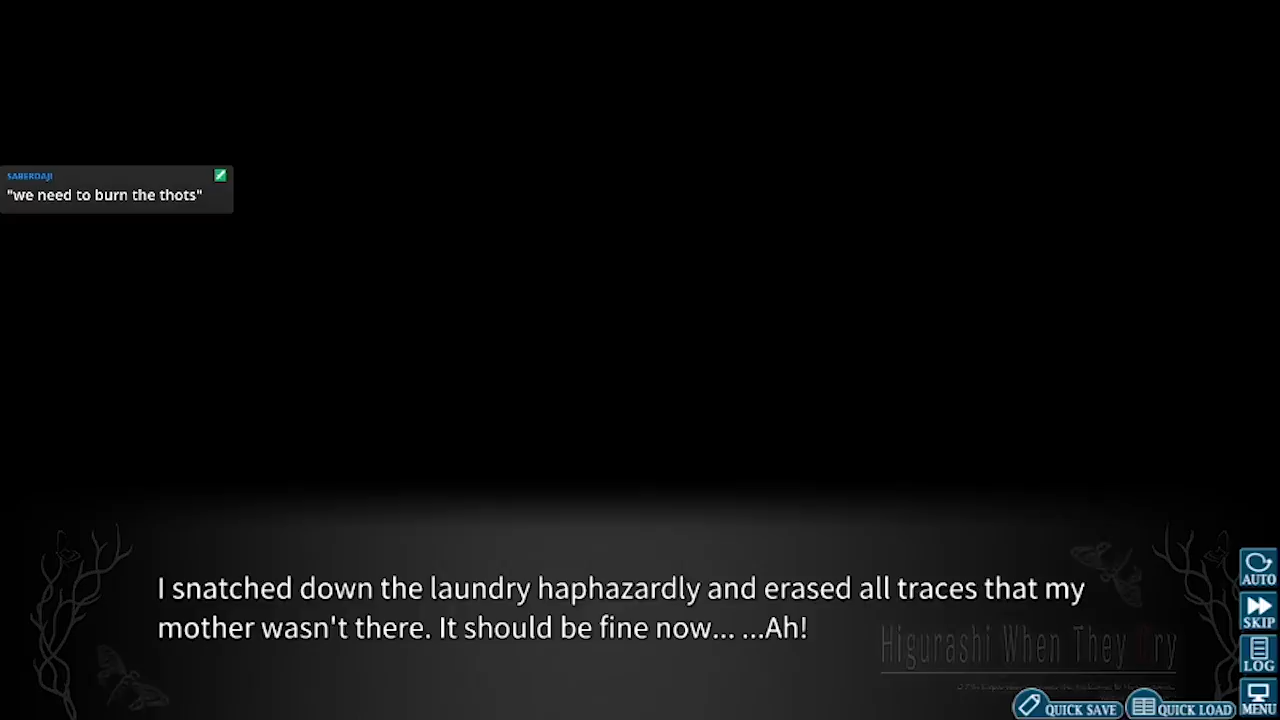 SABERDAJI
"we need to burn the thots"
I snatched down the laundry haphazardly and erased all traces that my
mother wasn't there. It should be fine now... ...Ah!
Higurashi When They Cry
AUTO
SKIP
LOG
MENU
QUICK SAVE
QUICK LOAD